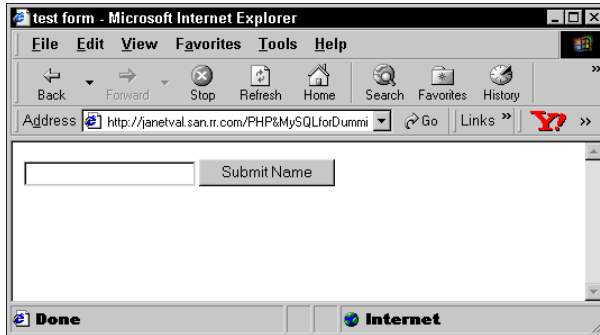 test form - Microsoft Internet Explorer
File Edit View Favorites Tools Help
Back Forward Stop Refresh Home Search Favorites History »
Address http://janetval.san.rr.com/PHP&MySQLforDummi Go Links » Y! »
Submit Name
Done Internet